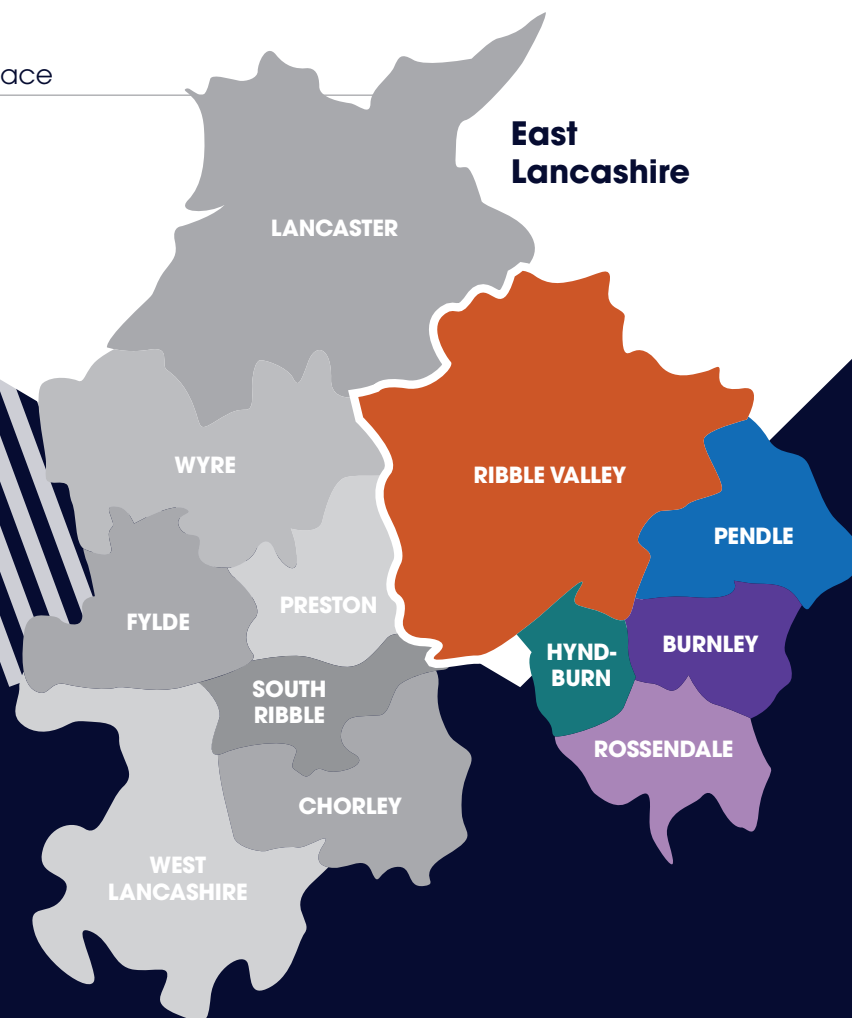 ace
East
Lancashire
LANCASTER
WYRE
RIBBLE VALLEY
PENDLE
PRESTON
FYLDE
BURNLEY
HYND-
BURN
SOUTH
RIBBLE
ROSSENDALE
CHORLEY
WEST
LANCASHIRE